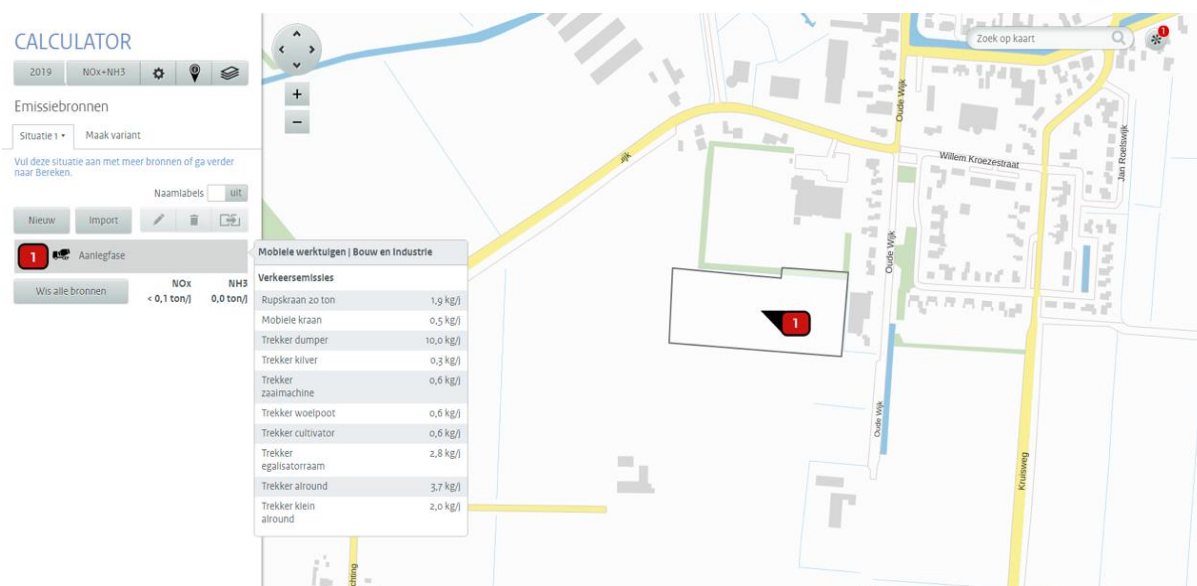 CALCULATOR
2019 NOx+NH3
Emissiebronnen
Situatie 1 Maak variant
Vul deze situatie aan met meer bronnen of ga verder
naar Bereken.
Naamlabels uit
Nieuw Import
1 Aanlegfase
Wis alle bronnen
NOx NH3
< 0,1 ton/j 0,0 ton/j
Mobiele werktuigen | Bouw en Industrie
Verkeersemissies
Rupskraan 20 ton 1,9 kg/j
Mobiele kraan 0,5 kg/j
Trekker dumper 10,0 kg/j
Trekker kilver 0,3 kg/j
Trekker 0,6 kg/j
zaaimachine
Trekker woelpoot 0,6 kg/j
Trekker cultivator 0,6 kg/j
Trekker 2,8 kg/j
egalisatorraam
Trekker alround 3,7 kg/j
Trekker klein 2,0 kg/j
alround
Zoek op kaart
1
Oude Wijk
Willem Kroezestraat
Jan Roelswijk
Oude Wijk
1
Oude Wijk
Kruisweg